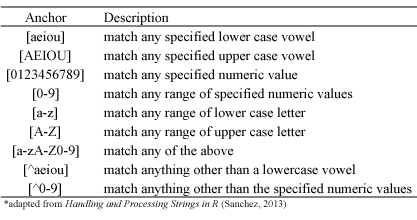 Anchor Description
[aeiou] match any specified lower case vowel
[AEIOU] match any specified upper case vowel
[0123456789] match any specified numeric value
[0-9] match any range of specified numeric values
[a-z] match any range of lower case letter
[A-Z] match any range of upper case letter
[a-zA-Z0-9] match any of the above
[^aeiou] match anything other than a lowercase vowel
[^0-9] match anything other than the specified numeric values
*adapted from Handling and Processing Strings in R (Sanchez, 2013)